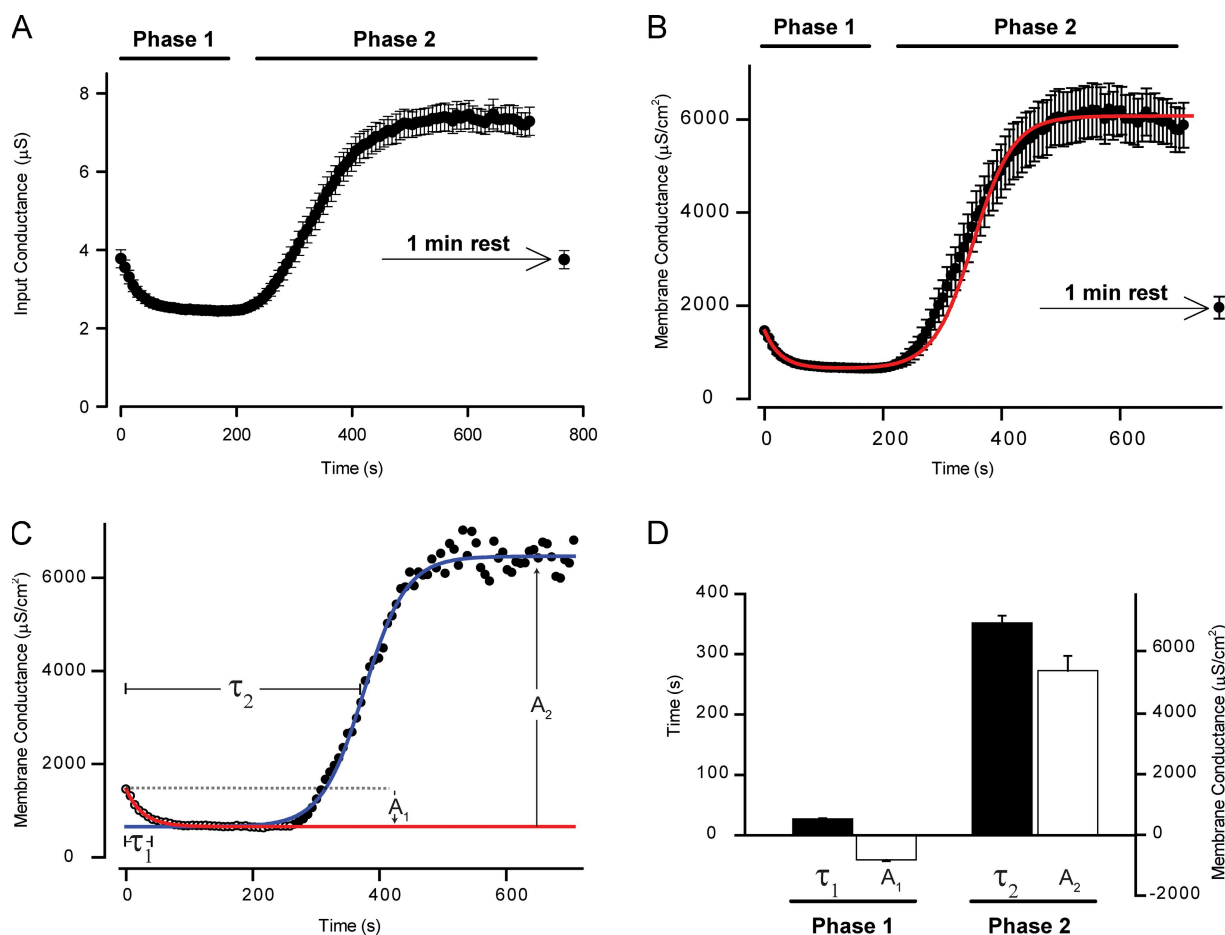 A
Phase 1
Phase 2
8
6
4
2
0
Input Conductance (µS)
1 min rest
0
200
400
600
800
Time (s)
B
Phase 1
Phase 2
6000
4000
2000
0
Membrane Conductance (µS/cm²)
1 min rest
0
200
400
600
Time (s)
C
6000
4000
2000
0
Membrane Conductance (µS/cm²)
τ₂
A₂
A₁
τ₁
0
200
400
600
Time (s)
D
400
300
200
100
0
Time (s)
6000
4000
2000
0
-2000
Membrane Conductance (µS/cm²)
τ₁
A₁
τ₂
A₂
Phase 1
Phase 2